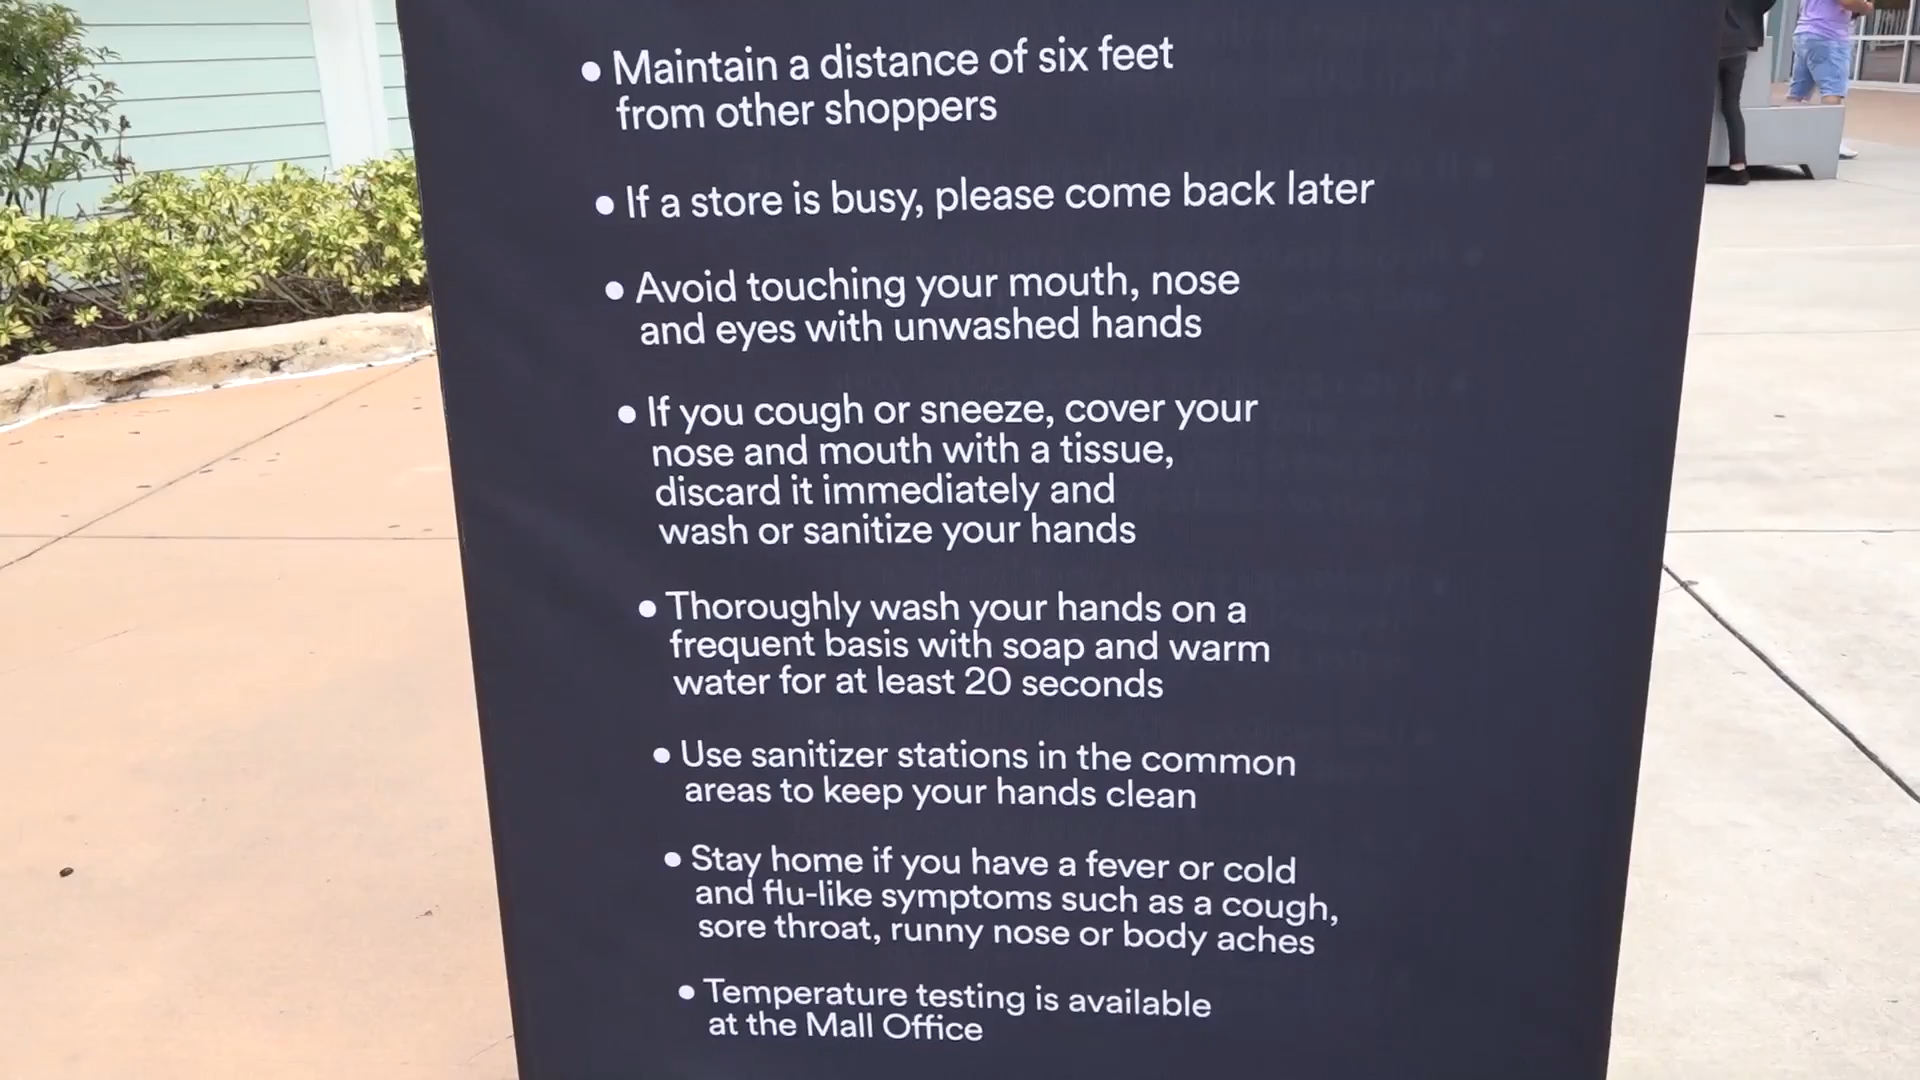 • Maintain a distance of six feet
from other shoppers
• If a store is busy, please come back later
• Avoid touching your mouth, nose
and eyes with unwashed hands
• If you cough or sneeze, cover your
nose and mouth with a tissue,
discard it immediately and
wash or sanitize your hands
• Thoroughly wash your hands on a
frequent basis with soap and warm
water for at least 20 seconds
• Use sanitizer stations in the common
areas to keep your hands clean
• Stay home if you have a fever or cold
and flu-like symptoms such as a cough,
sore throat, runny nose or body aches
• Temperature testing is available
at the Mall Office